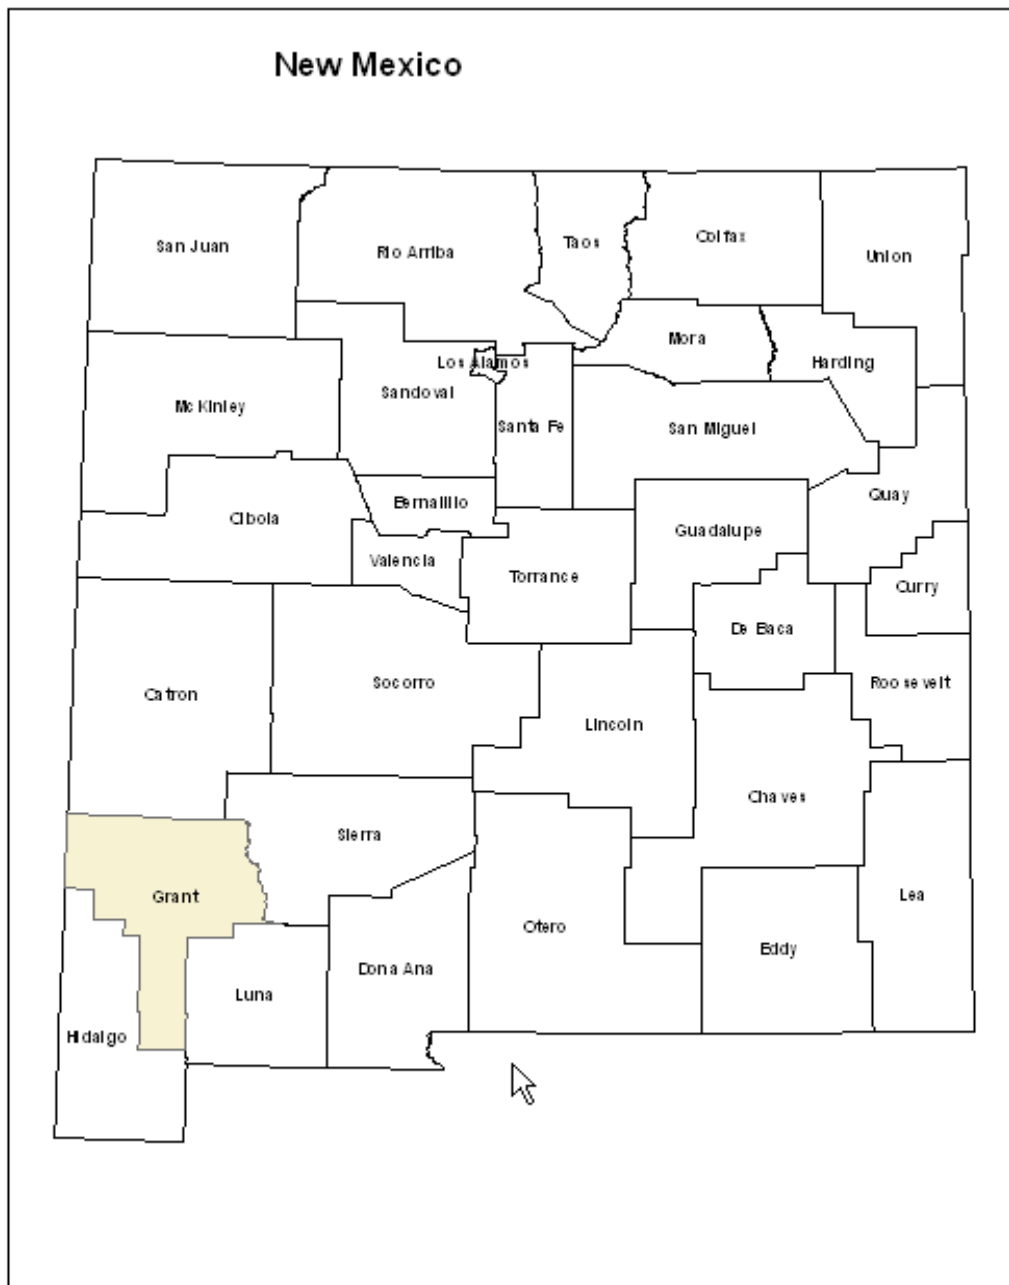 New Mexico
San Juan
Rio Arriba
Taos
Colfax
Union
Mora
Harding
Los Alamos
Sandoval
McKinley
Santa Fe
San Miguel
Quay
Bernalillo
Cibola
Guadalupe
Valencia
Torrance
Curry
De Baca
Catron
Socorro
Roosevelt
Lincoln
Chaves
Sierra
Grant
Lea
Otero
Eddy
Dona Ana
Luna
Hidalgo